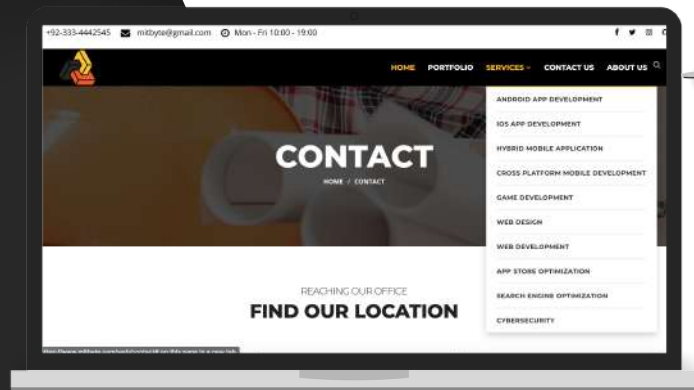 +92-333-4442545 mitbyte@gmail.com Mon - Fri 10:00 - 19:00
HOME PORTFOLIO SERVICES CONTACT US ABOUT US
ANDROID APP DEVELOPMENT
IOS APP DEVELOPMENT
HYBRID MOBILE APPLICATION
CROSS PLATFORM MOBILE DEVELOPMENT
GAME DEVELOPMENT
WEB DESIGN
WEB DEVELOPMENT
APP STORE OPTIMIZATION
SEARCH ENGINE OPTIMIZATION
CYBERSECURITY
CONTACT
HOME / CONTACT
REACHING OUR OFFICE
FIND OUR LOCATION